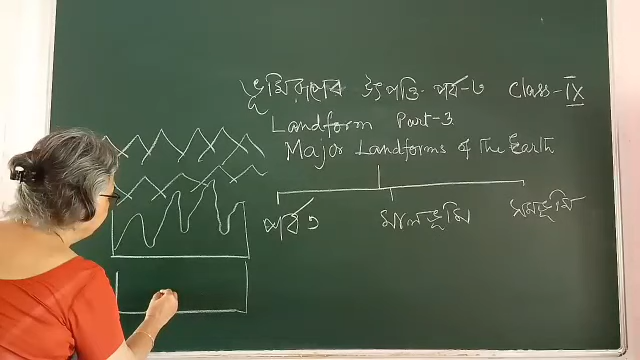 ভূমিরূপের উৎপত্তি পর্ব-৩ Class-IX
Landform Part-3
Major Landforms of The Earth
পর্বত মালভূমি সমভূমি